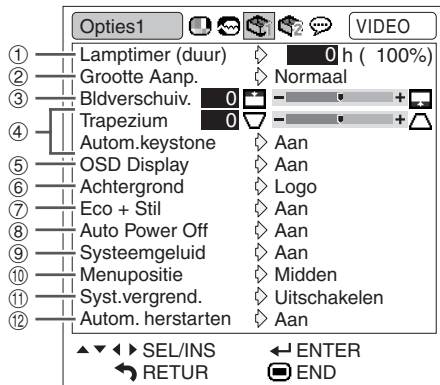 Opties1 VIDEO
① Lamptimer (duur) 0 h ( 100%)
② Grootte Aanp. Normaal
③ Bldverschuiv. 0 - +
④ Trapezium 0 - +
Autom.keystone Aan
⑤ OSD Display Aan
⑥ Achtergrond Logo
⑦ Eco + Stil Aan
⑧ Auto Power Off Aan
⑨ Systeemgeluid Aan
⑩ Menupositie Midden
⑪ Syst.vergrend. Uitschakelen
⑫ Autom. herstarten Aan
SEL/INS ENTER
RETUR END